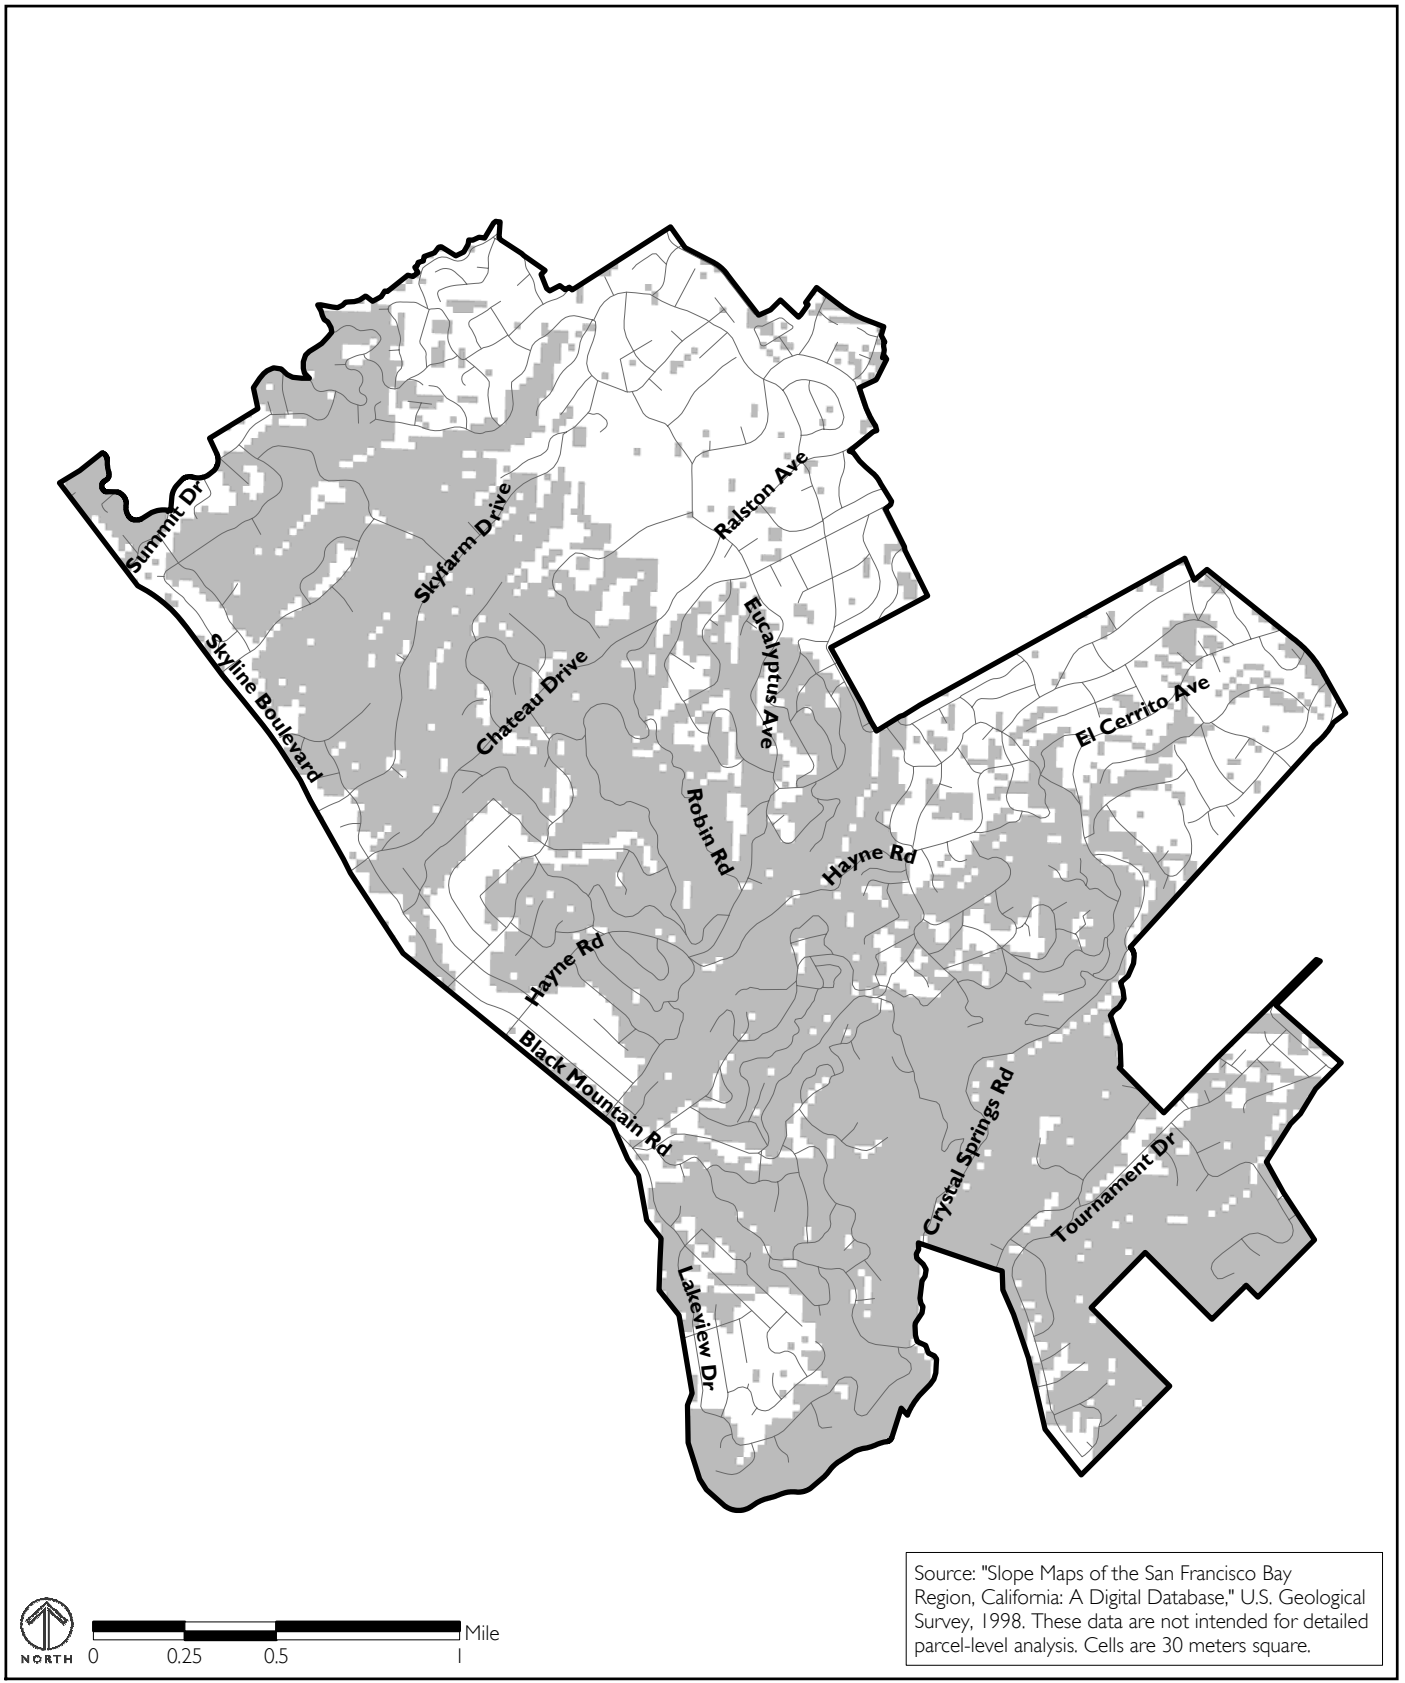 Summit Dr
Skyfarm Drive
Ralston Ave
Eucalyptus Ave
Skyline Boulevard
Chateau Drive
El Cerrito Ave
Robin Rd
Hayne Rd
Hayne Rd
Black Mountain Rd
Crystal Springs Rd
Tournament Dr
Lakeview Dr
Source: "Slope Maps of the San Francisco Bay
Region, California: A Digital Database," U.S. Geological
Survey, 1998. These data are not intended for detailed
parcel-level analysis. Cells are 30 meters square.
NORTH
Mile
0 0.25 0.5 1